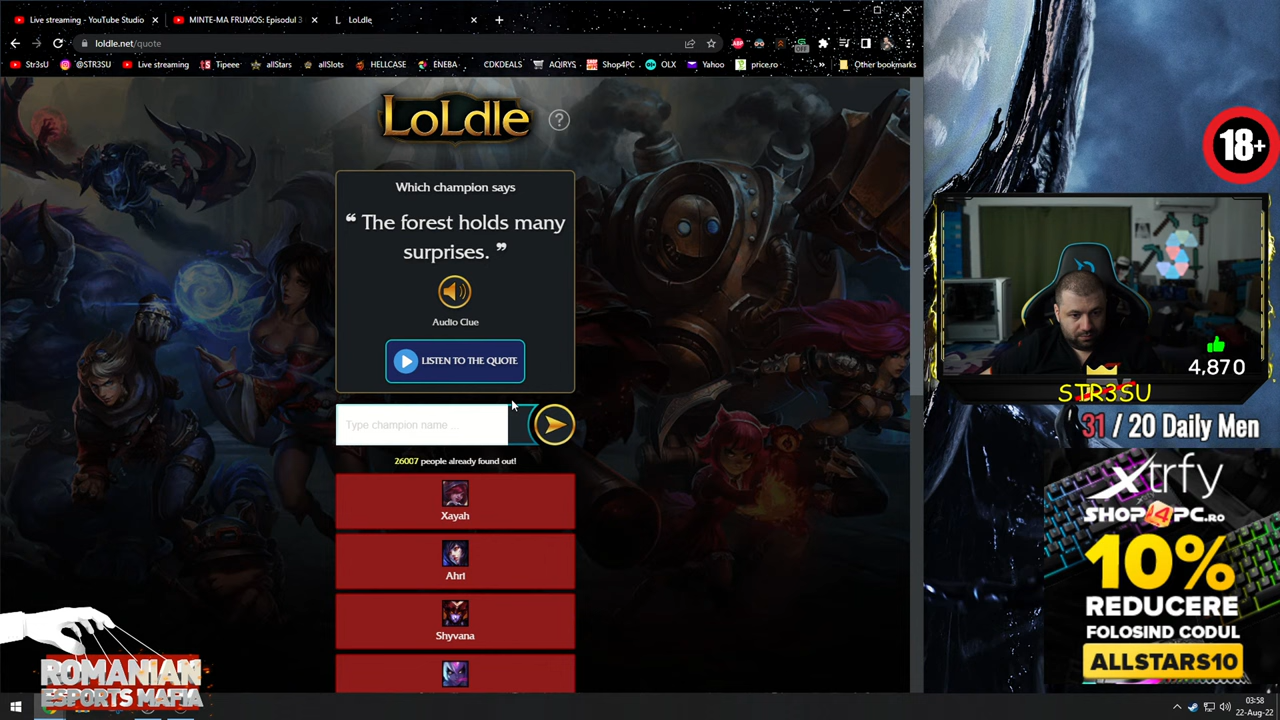 Live streaming - YouTube Studio
MINTE-MA FRUMOS: Episodul 3
L LoLdle
loldle.net/quote
Str3sU
@STR3SU
Live streaming
Tipeee
allStars
allSlots
HELLCASE
ENEBA
CDKDEALS
AQIRYS
Shop4PC
OLX
Yahoo
price.ro
Other bookmarks
LoLdle
?
Which champion says
“ The forest holds many
surprises. ”
Audio Clue
LISTEN TO THE QUOTE
Type champion name ...
26007 people already found out!
Xayah
Ahri
Shyvana
18+
4,870
STR3SU
31 / 20 Daily Men
xtrfy
SHOP4PC.RO
10%
REDUCERE
FOLOSIND CODUL
ALLSTARS10
ROMANIAN
ESPORTS MAFIA
03:58
22-Aug-22